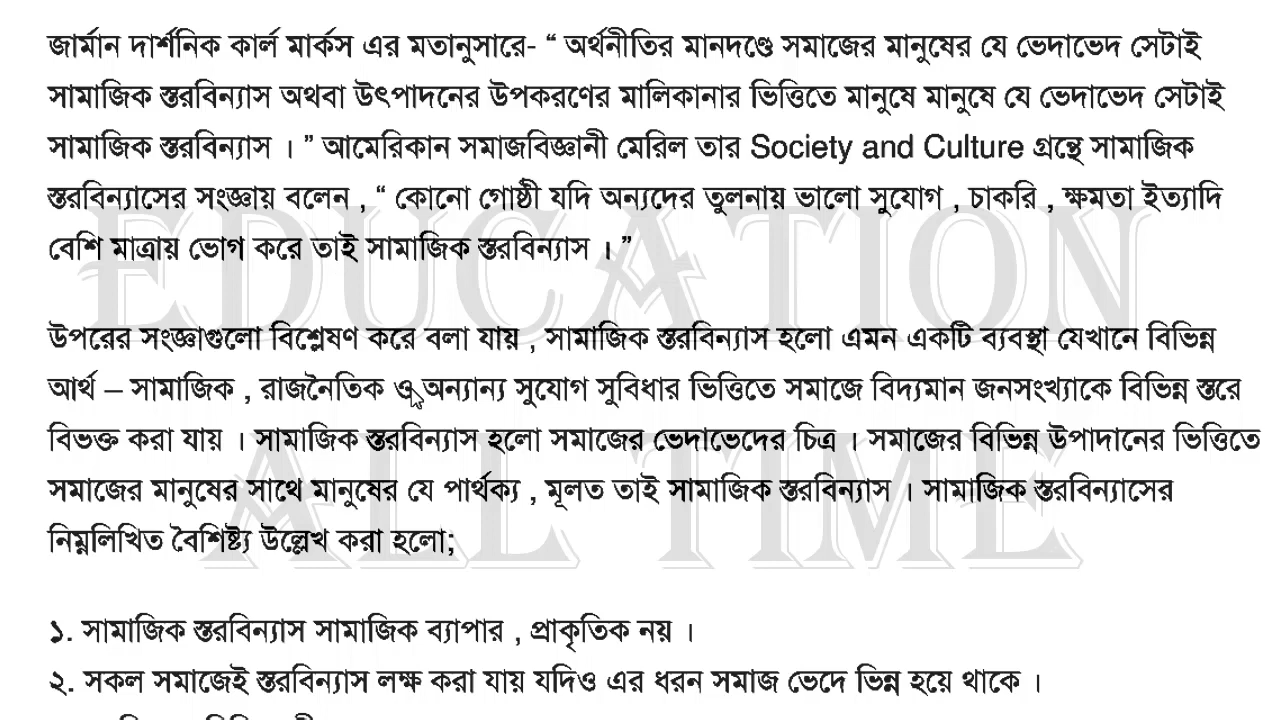 জার্মান দার্শনিক কার্ল মার্কস এর মতানুসারে- “ অর্থনীতির মানদণ্ডে সমাজের মানুষের যে ভেদাভেদ সেটাই
সামাজিক স্তরবিন্যাস অথবা উৎপাদনের উপকরণের মালিকানার ভিত্তিতে মানুষে মানুষে যে ভেদাভেদ সেটাই
সামাজিক স্তরবিন্যাস । ” আমেরিকান সমাজবিজ্ঞানী মেরিল তার Society and Culture গ্রন্থে সামাজিক
স্তরবিন্যাসের সংজ্ঞায় বলেন , “ কোনো গোষ্ঠী যদি অন্যদের তুলনায় ভালো সুযোগ , চাকরি , ক্ষমতা ইত্যাদি
বেশি মাত্রায় ভোগ করে তাই সামাজিক স্তরবিন্যাস । ”
EDUCATION
উপরের সংজ্ঞাগুলো বিশ্লেষণ করে বলা যায় , সামাজিক স্তরবিন্যাস হলো এমন একটি ব্যবস্থা যেখানে বিভিন্ন
আর্থ – সামাজিক , রাজনৈতিক ও অন্যান্য সুযোগ সুবিধার ভিত্তিতে সমাজে বিদ্যমান জনসংখ্যাকে বিভিন্ন স্তরে
বিভক্ত করা যায় । সামাজিক স্তরবিন্যাস হলো সমাজের ভেদাভেদের চিত্র । সমাজের বিভিন্ন উপাদানের ভিত্তিতে
সমাজের মানুষের সাথে মানুষের যে পার্থক্য , মূলত তাই সামাজিক স্তরবিন্যাস । সামাজিক স্তরবিন্যাসের
নিম্নলিখিত বৈশিষ্ট্য উল্লেখ করা হলো;
ALL TIME
১. সামাজিক স্তরবিন্যাস সামাজিক ব্যাপার , প্রাকৃতিক নয় ।
২. সকল সমাজেই স্তরবিন্যাস লক্ষ করা যায় যদিও এর ধরন সমাজ ভেদে ভিন্ন হয়ে থাকে ।